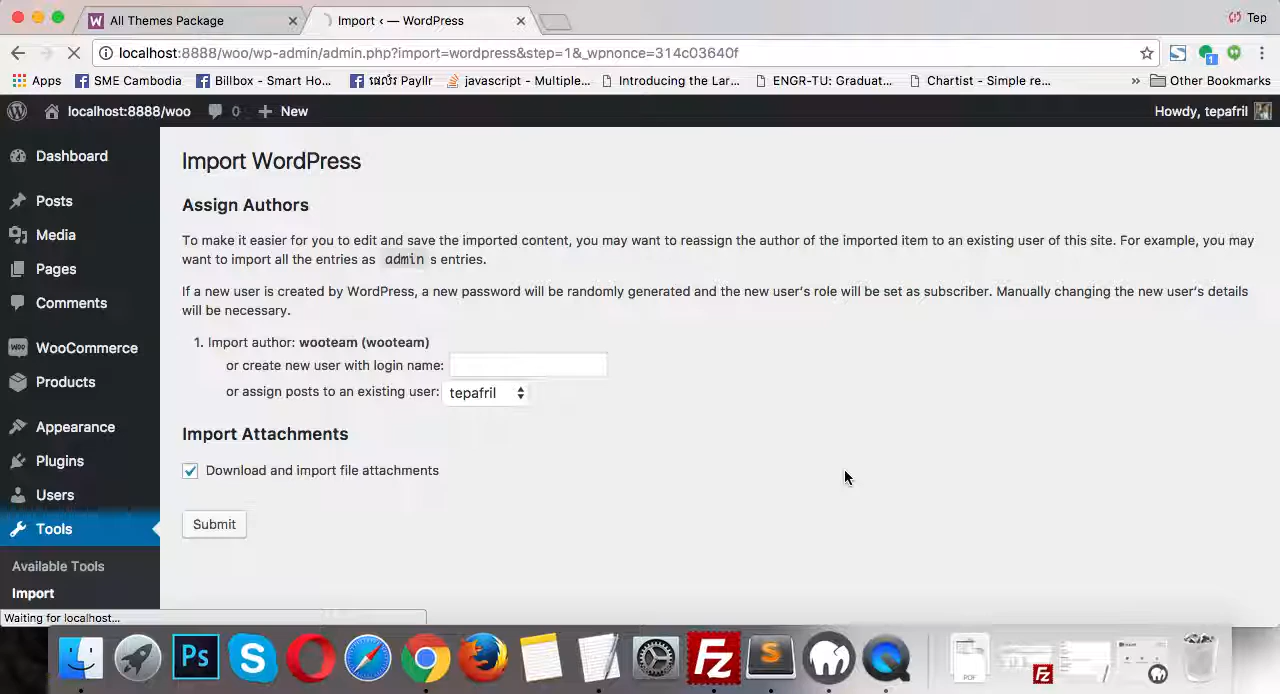 All Themes Package
Import ‹ — WordPress
Tep
localhost:8888/woo/wp-admin/admin.php?import=wordpress&step=1&_wpnonce=314c03640f
1
Apps
SME Cambodia
Billbox - Smart Ho...
javascript - Multiple...
Introducing the Lar...
ENGR-TU: Graduat...
Chartist - Simple re...
»
Other Bookmarks
localhost:8888/woo
0
New
Howdy, tepafril
Dashboard
Posts
Media
Pages
Comments
WooCommerce
Products
Appearance
Plugins
Users
Tools
Available Tools
Import
Import WordPress
Assign Authors
To make it easier for you to edit and save the imported content, you may want to reassign the author of the imported item to an existing user of this site. For example, you may
want to import all the entries as admin s entries.
If a new user is created by WordPress, a new password will be randomly generated and the new user's role will be set as subscriber. Manually changing the new user's details
will be necessary.
1. Import author: wooteam (wooteam)
or create new user with login name:
or assign posts to an existing user: tepafril
Import Attachments
Download and import file attachments
Submit
Waiting for localhost...
Ps
S
Fz
S
PDF
Fz